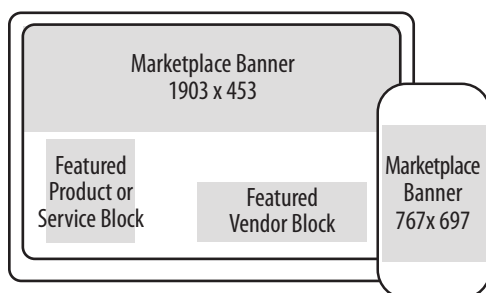 Marketplace Banner
1903 x 453
Featured
Product or
Service Block
Featured
Vendor Block
Marketplace
Banner
767x 697